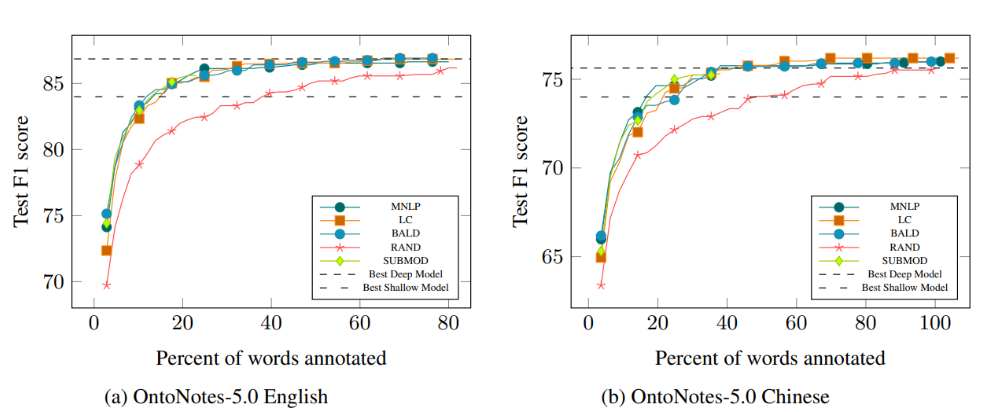 85
80
75
70
Test F1 score
MNLP
LC
BALD
RAND
SUBMOD
Best Deep Model
Best Shallow Model
0 20 40 60 80
Percent of words annotated
(a) OntoNotes-5.0 English
75
70
65
Test F1 score
MNLP
LC
BALD
RAND
SUBMOD
Best Deep Model
Best Shallow Model
0 20 40 60 80 100
Percent of words annotated
(b) OntoNotes-5.0 Chinese